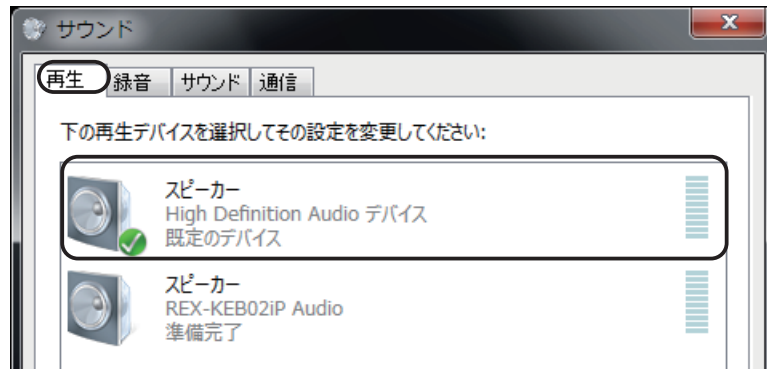 サウンド
再生 録音 サウンド 通信
下の再生デバイスを選択してその設定を変更してください:
スピーカー
High Definition Audio デバイス
既定のデバイス
スピーカー
REX-KEB02iP Audio
準備完了